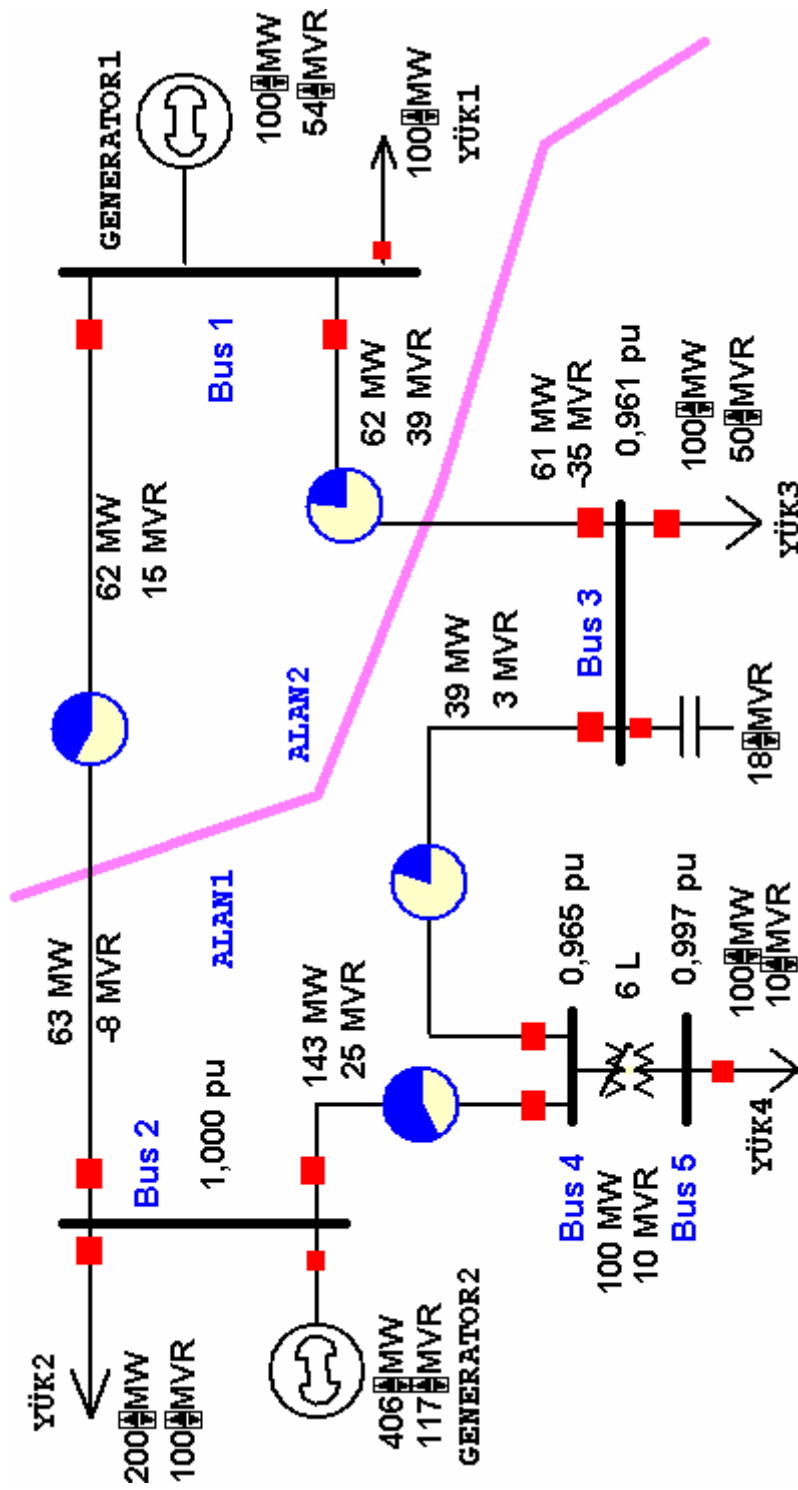 YÜK2
200 MW
100 MVR
63 MW
-8 MVR
62 MW
15 MVR
GENERATOR1
100 MW
54 MVR
Bus 2
1,000 pu
ALAN1
ALAN2
Bus 1
100 MW
YÜK1
406 MW
117 MVR
GENERATOR2
143 MW
25 MVR
39 MW
3 MVR
62 MW
39 MVR
61 MW
-35 MVR
0,961 pu
Bus 3
Bus 4
0,965 pu
100 MW
10 MVR
6 L
Bus 5
0,997 pu
18 MVR
100 MW
50 MVR
YÜK3
100 MW
10 MVR
YÜK4